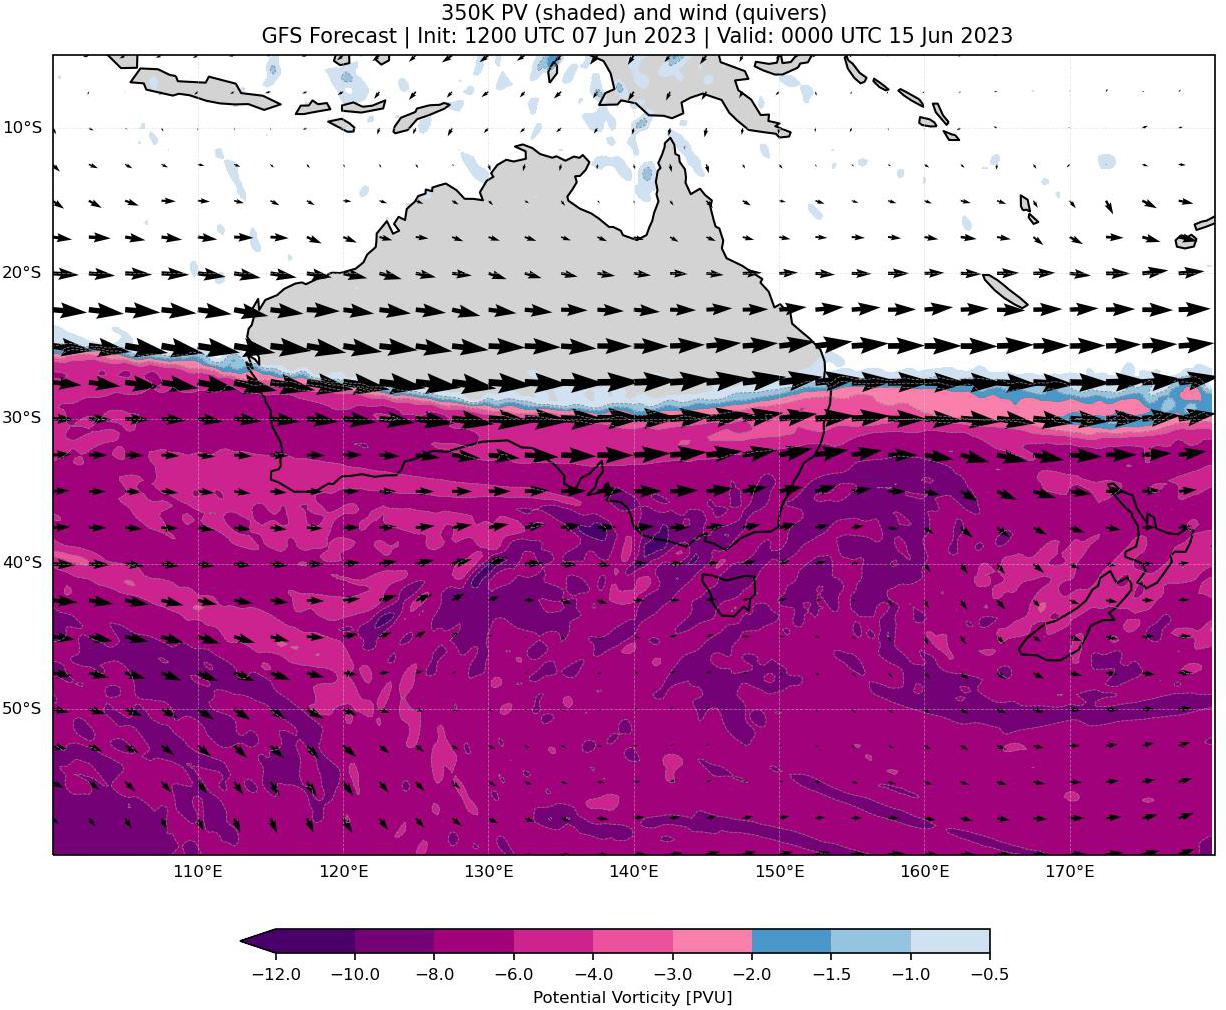 350K PV (shaded) and wind (quivers)
GFS Forecast | Init: 1200 UTC 07 Jun 2023 | Valid: 0000 UTC 15 Jun 2023
10°S
20°S
30°S
40°S
50°S
110°E 120°E 130°E 140°E 150°E 160°E 170°E
−12.0 −10.0 −8.0 −6.0 −4.0 −3.0 −2.0 −1.5 −1.0 −0.5
Potential Vorticity [PVU]